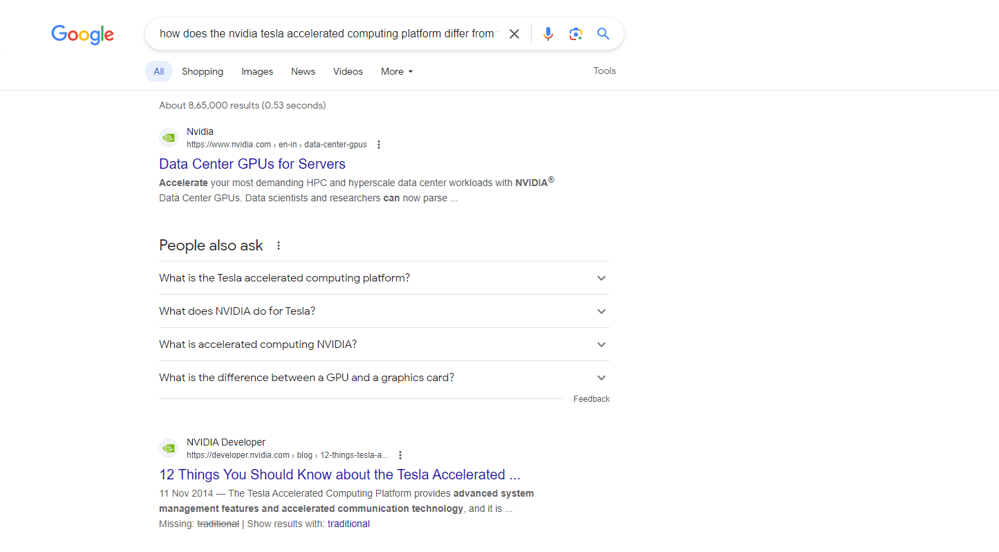 Google
how does the nvidia tesla accelerated computing platform differ from
All Shopping Images News Videos More Tools
About 8,65,000 results (0.53 seconds)
Nvidia
https://www.nvidia.com › en-in › data-center-gpus
Data Center GPUs for Servers
Accelerate your most demanding HPC and hyperscale data center workloads with NVIDIA®
Data Center GPUs. Data scientists and researchers can now parse ...
People also ask
What is the Tesla accelerated computing platform?
What does NVIDIA do for Tesla?
What is accelerated computing NVIDIA?
What is the difference between a GPU and a graphics card?
Feedback
NVIDIA Developer
https://developer.nvidia.com › blog › 12-things-tesla-a...
12 Things You Should Know about the Tesla Accelerated ...
11 Nov 2014 — The Tesla Accelerated Computing Platform provides advanced system
management features and accelerated communication technology, and it is ...
Missing: traditional | Show results with: traditional